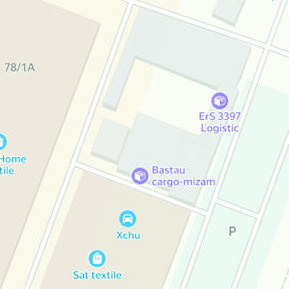 78/1A
ErS 3397
Logistic
Home
tile
Bastau
cargo-mizam
Xchu
P
Sat textile